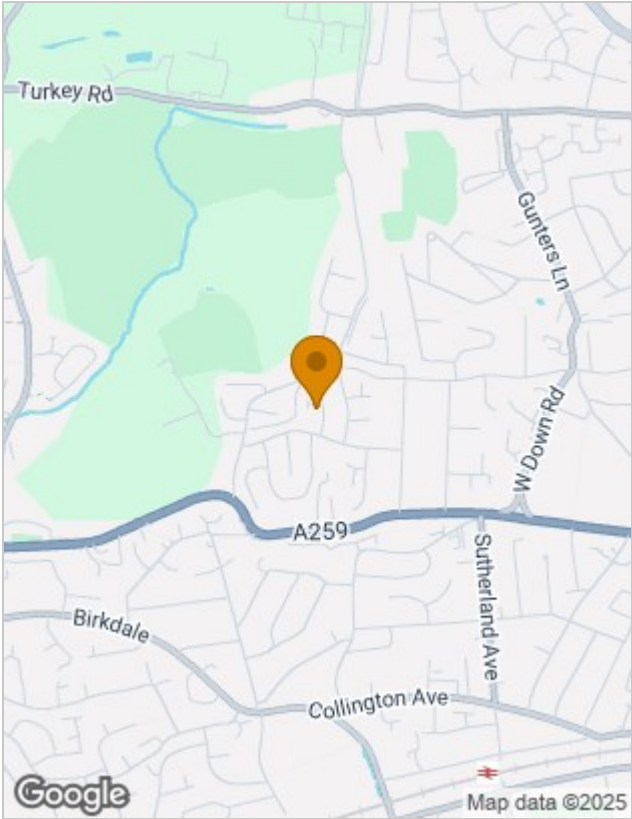 Turkey Rd
Gunters Ln
W Down Rd
A259
Sutherland Ave
Birkdale
Collington Ave
Google
Map data ©2025